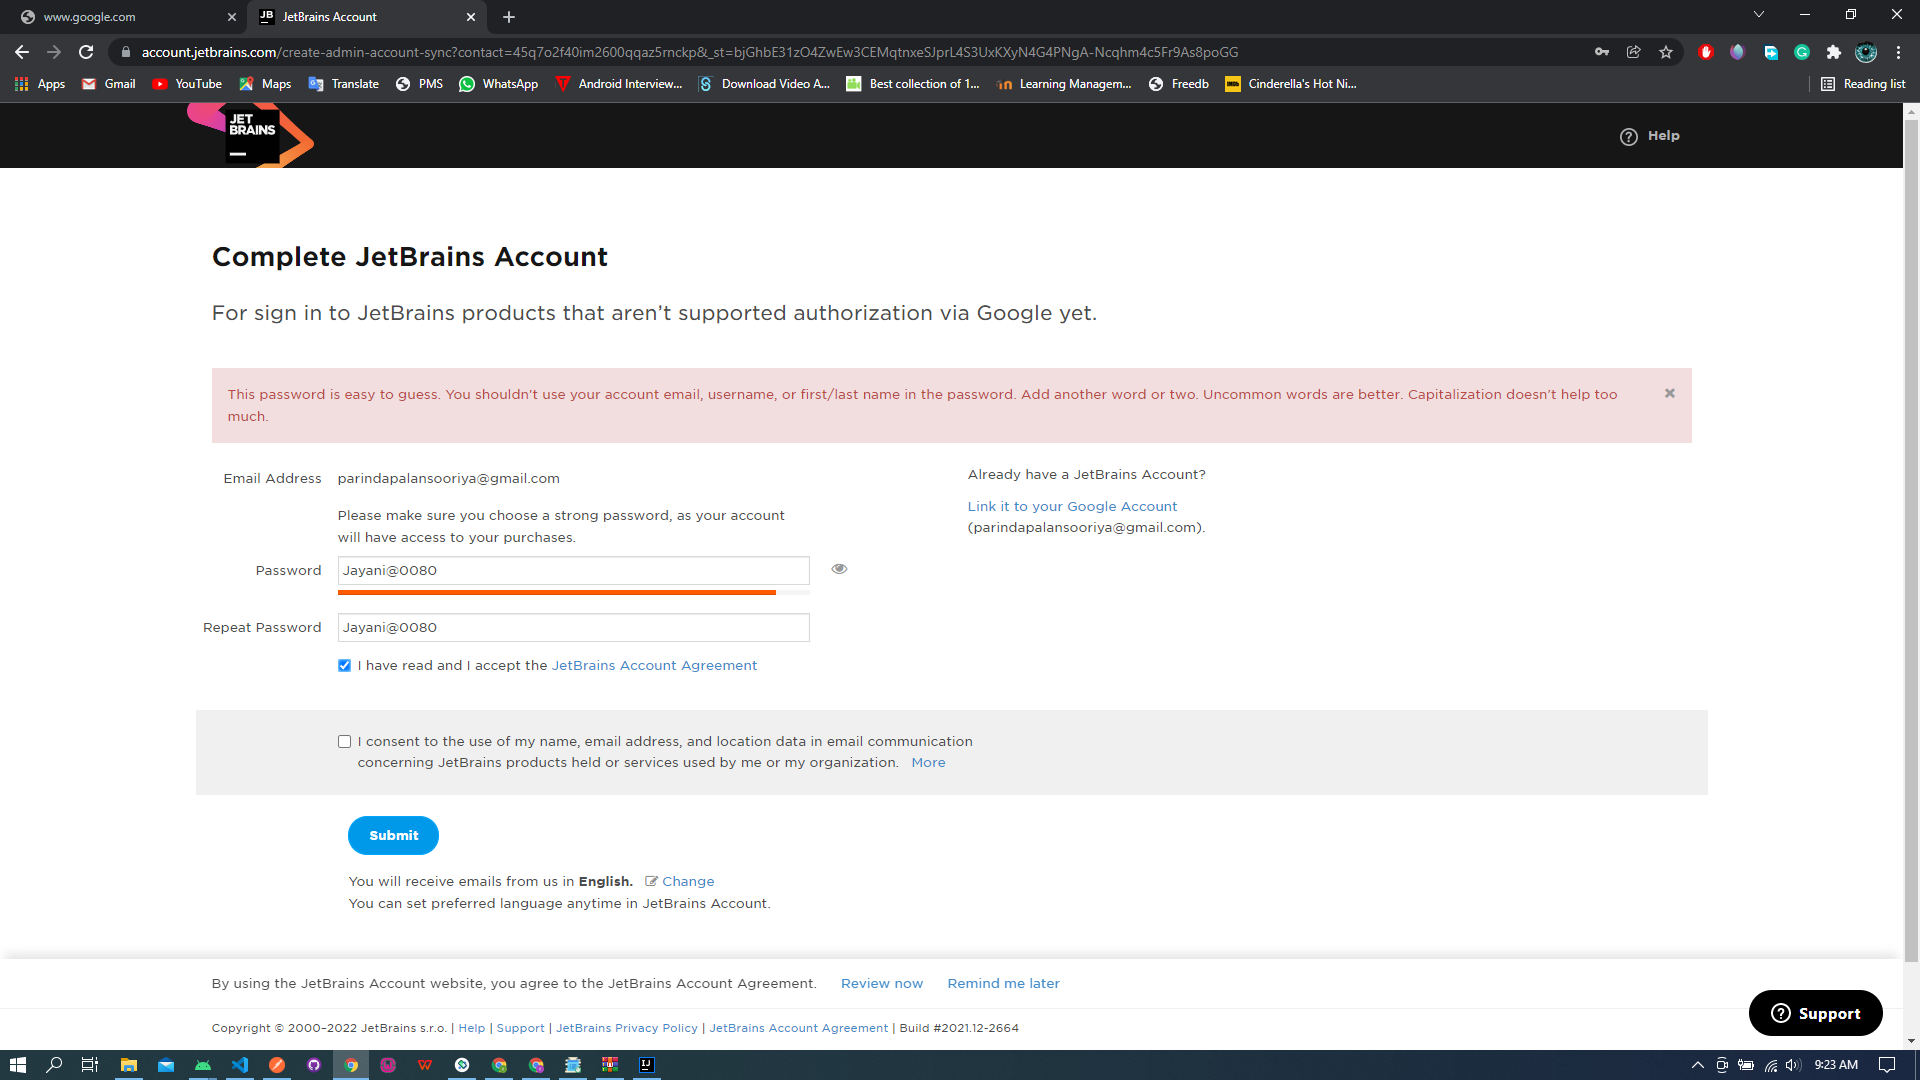 www.google.com
JetBrains Account
account.jetbrains.com/create-admin-account-sync?contact=45q7o2f40im2600qqaz5rnckp&_st=bjGhbE31zO4ZwEw3CEMqtnxeSJprL4S3UxKXyN4G4PNgA-Ncqhm4c5Fr9As8poGG
Apps Gmail YouTube Maps Translate PMS WhatsApp Android Interview... Download Video A... Best collection of 1... Learning Managem... Freedb Cinderella's Hot Ni... Reading list
JET
BRAINS
Help
Complete JetBrains Account
For sign in to JetBrains products that aren't supported authorization via Google yet.
This password is easy to guess. You shouldn't use your account email, username, or first/last name in the password. Add another word or two. Uncommon words are better. Capitalization doesn't help too
much.
Email Address parindapalansooriya@gmail.com
Please make sure you choose a strong password, as your account
will have access to your purchases.
Password Jayani@0080
Repeat Password Jayani@0080
I have read and I accept the JetBrains Account Agreement
Already have a JetBrains Account?
Link it to your Google Account
(parindapalansooriya@gmail.com).
I consent to the use of my name, email address, and location data in email communication
concerning JetBrains products held or services used by me or my organization. More
Submit
You will receive emails from us in English. Change
You can set preferred language anytime in JetBrains Account.
By using the JetBrains Account website, you agree to the JetBrains Account Agreement. Review now Remind me later
Copyright © 2000–2022 JetBrains s.r.o. | Help | Support | JetBrains Privacy Policy | JetBrains Account Agreement | Build #2021.12-2664
Support
9:23 AM